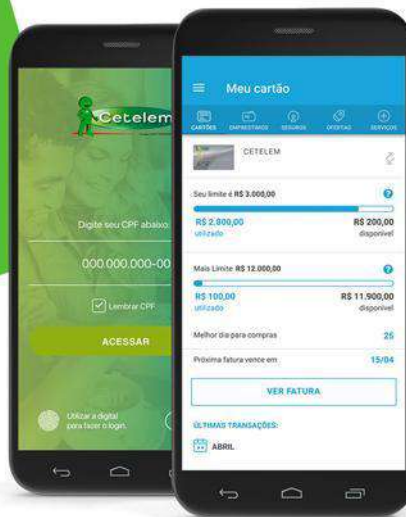 Cetelem
Digite seu CPF abaixo:
000.000.000-00
Lembrar CPF
ACESSAR
Utilizar a digital
para fazer o login.
Meu cartão
CARTÕES EMPRÉSTIMOS SEGUROS OFERTAS SERVIÇOS
CETELEM
Seu limite é R$ 3.000,00
R$ 2.800,00 R$ 200,00
utilizado disponível
Mais Limite R$ 12.000,00
R$ 100,00 R$ 11.900,00
utilizado disponível
Melhor dia para compras 25
Próxima fatura vence em 15/04
VER FATURA
ÚLTIMAS TRANSAÇÕES:
ABRIL